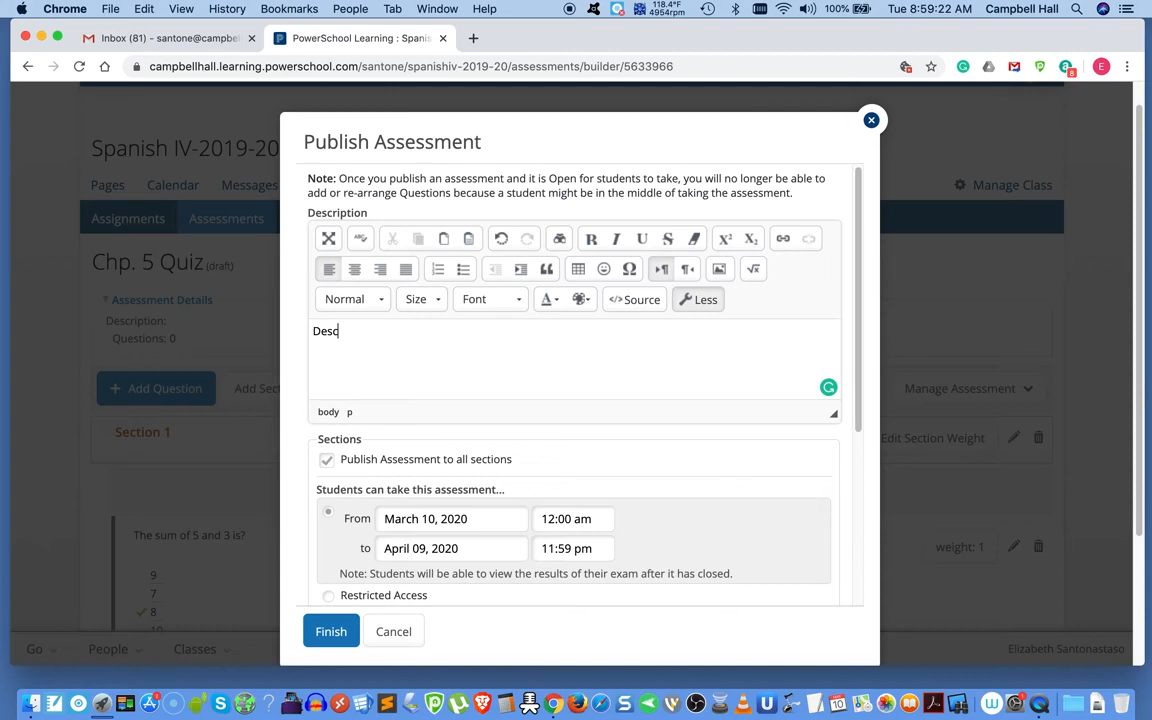 Chrome File Edit View History Bookmarks People Tab Window Help 118.4°F 4954rpm 100% Tue 8:59:22 AM Campbell Hall
Inbox (81) - santone@campbel
PowerSchool Learning : Spanis
campbellhall.learning.powerschool.com/santone/spanishiv-2019-20/assessments/builder/5633966
E
8
Spanish IV-2019-20
Pages Calendar Messages Manage Class
Assignments Assessments
Chp. 5 Quiz (draft)
Assessment Details
Description:
Questions: 0
Add Question Add Sec Manage Assessment
Section 1 Edit Section Weight
The sum of 5 and 3 is?
weight: 1
9
7
8
10
Go People Classes Elizabeth Santonastaso
Publish Assessment
Note: Once you publish an assessment and it is Open for students to take, you will no longer be able to
add or re-arrange Questions because a student might be in the middle of taking the assessment.
Description
ABC B I U S X² X₂
Normal Size Font A Source Less
Desc
body p
Sections
Publish Assessment to all sections
Students can take this assessment...
From March 10, 2020 12:00 am
to April 09, 2020 11:59 pm
Note: Students will be able to view the results of their exam after it has closed.
Restricted Access
Finish Cancel